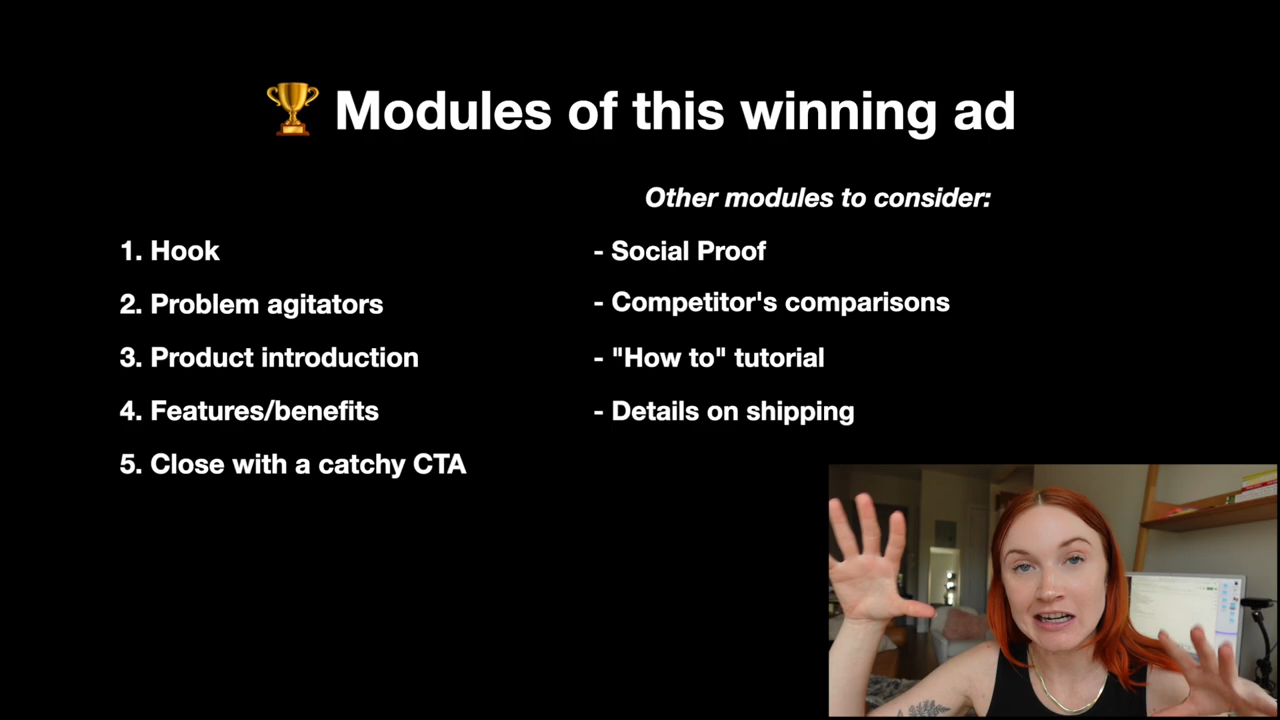 🏆 Modules of this winning ad
1. Hook
2. Problem agitators
3. Product introduction
4. Features/benefits
5. Close with a catchy CTA
Other modules to consider:
- Social Proof
- Competitor's comparisons
- "How to" tutorial
- Details on shipping